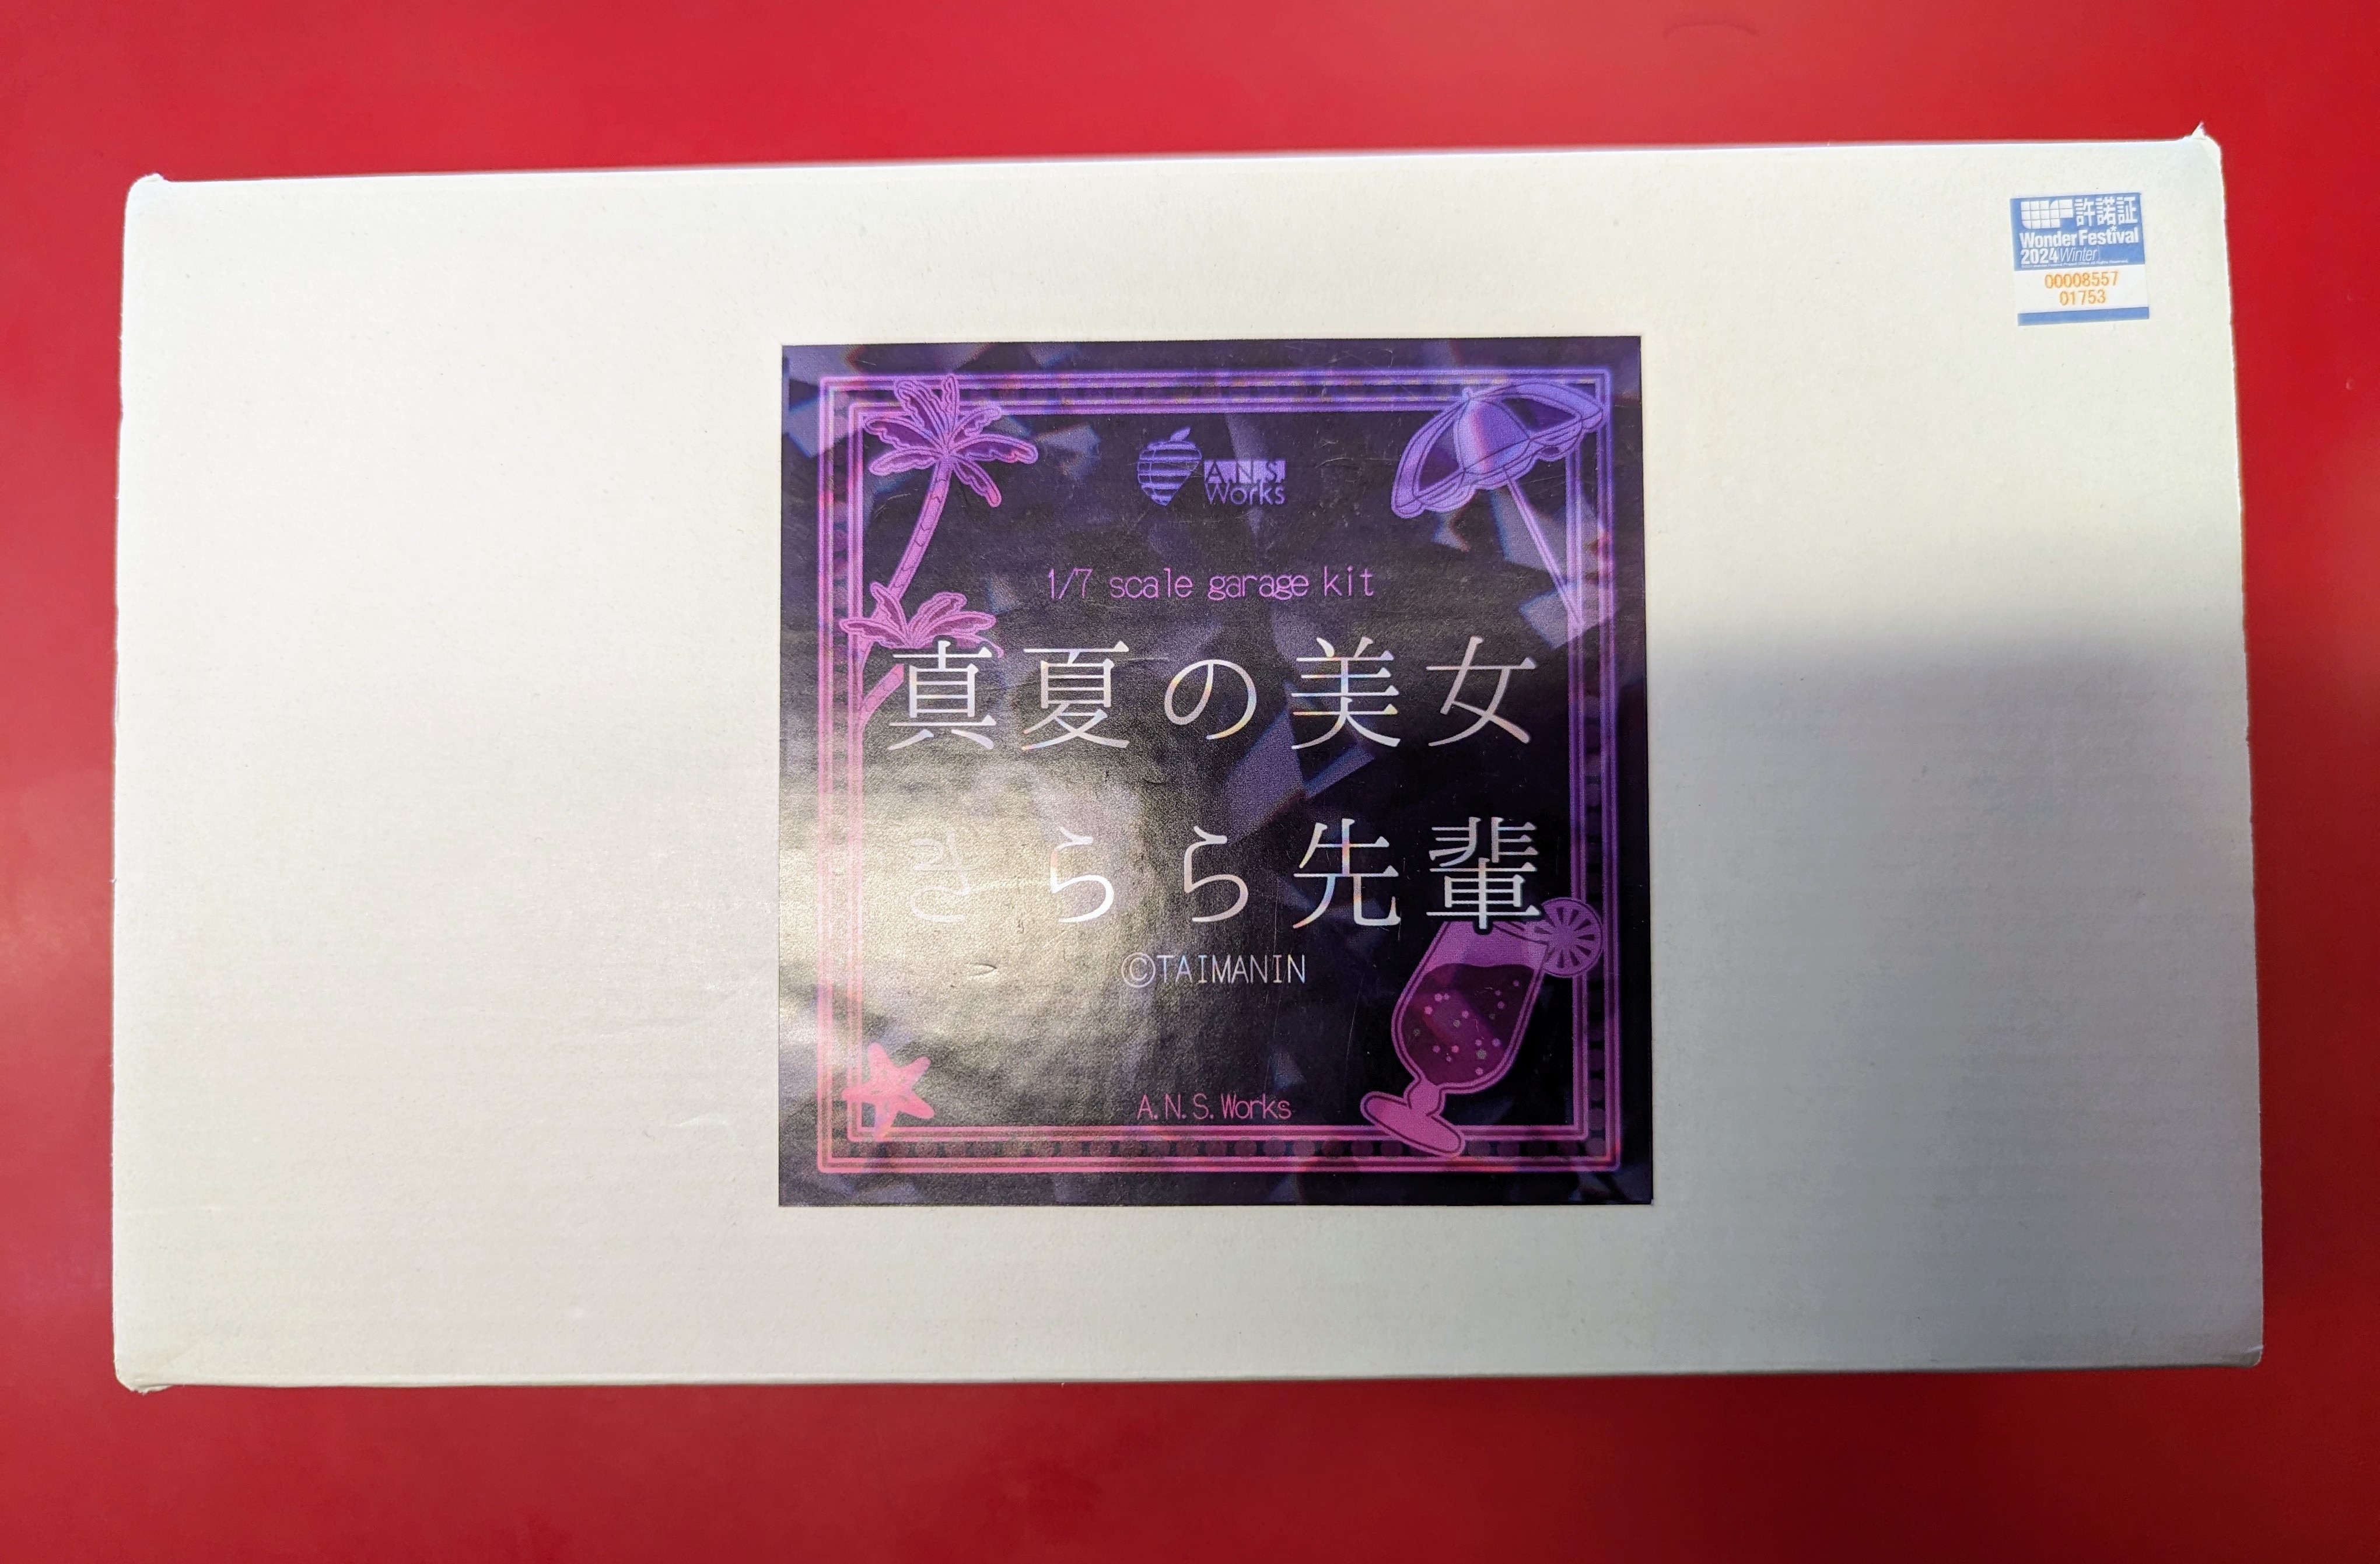 許諾証
Wonder Festival
2024 Winter
00008557
01753
A.N.S.
Works
1/7 scale garage kit
真夏の美女
きらら先輩
©TAIMANIN
A.N.S.Works